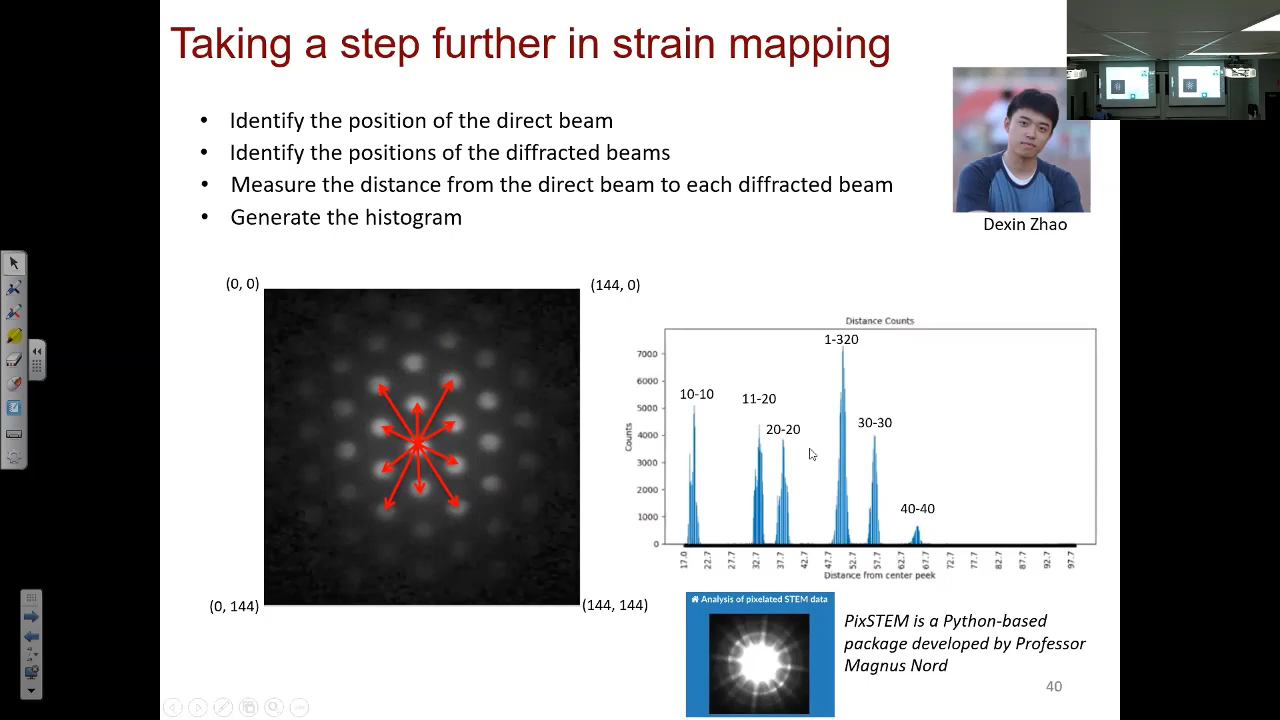 Taking a step further in strain mapping
• Identify the position of the direct beam
• Identify the positions of the diffracted beams
• Measure the distance from the direct beam to each diffracted beam
• Generate the histogram
Dexin Zhao
(0, 0)
(144, 0)
(0, 144)
(144, 144)
Distance Counts
Counts
7000
6000
5000
4000
3000
2000
1000
0
10-10
11-20
20-20
1-320
30-30
40-40
17.0 22.7 27.7 32.7 37.7 42.7 47.7 52.7 57.7 62.7 67.7 72.7 77.7 82.7 87.7 92.7 97.7
Distance from center peek
Analysis of pixelated STEM data
PixSTEM is a Python-based
package developed by Professor
Magnus Nord
40